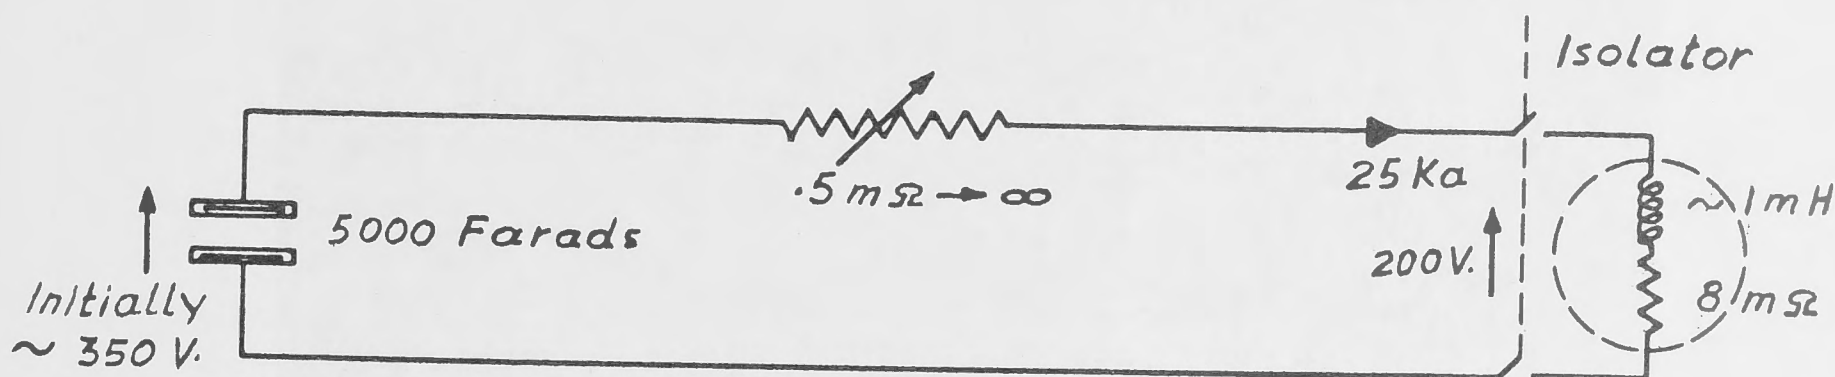 Isolator
.5 mΩ → ∞
25 Ka
5000 Farads
~ 1 mH
200 V.
8 mΩ
Initially
~ 350 V.